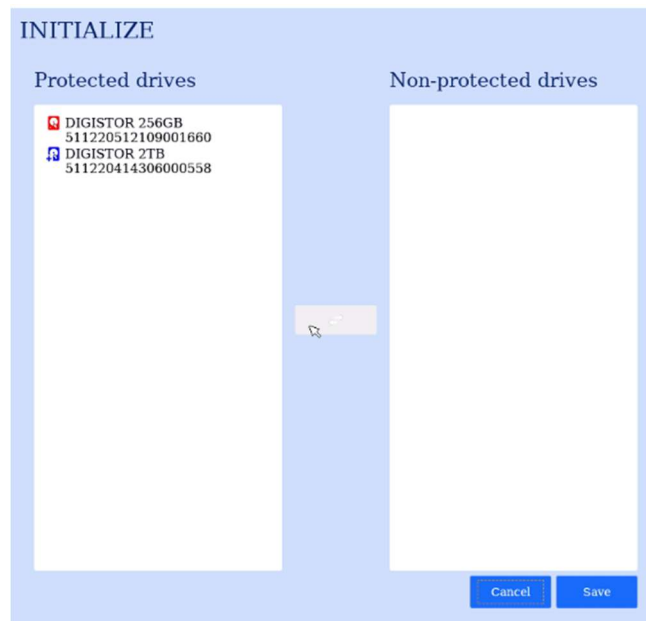 INITIALIZE
Protected drives
Non-protected drives
DIGISTOR 256GB
511220512109001660
DIGISTOR 2TB
511220414306000558
Cancel
Save